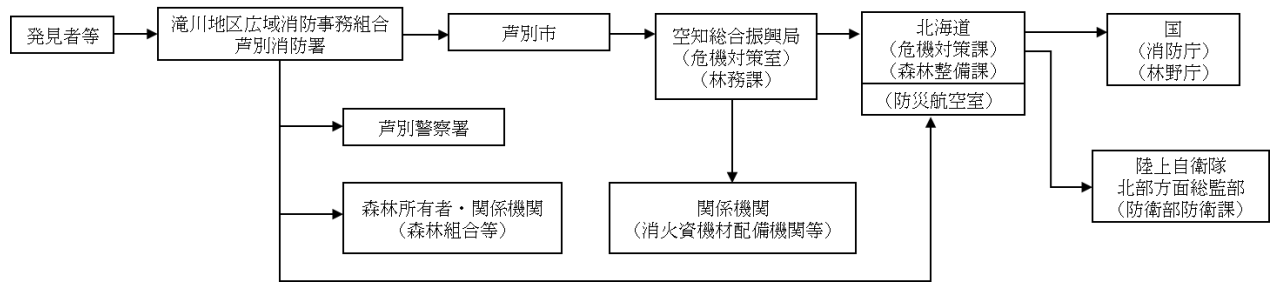 発見者等
滝川地区広域消防事務組合
芦別消防署
芦別市
空知総合振興局
（危機対策室）
（林務課）
北海道
（危機対策課）
（森林整備課）
（防災航空室）
国
（消防庁）
（林野庁）
芦別警察署
森林所有者・関係機関
（森林組合等）
関係機関
（消火資機材配備機関等）
陸上自衛隊
北部方面総監部
（防衛部防衛課）